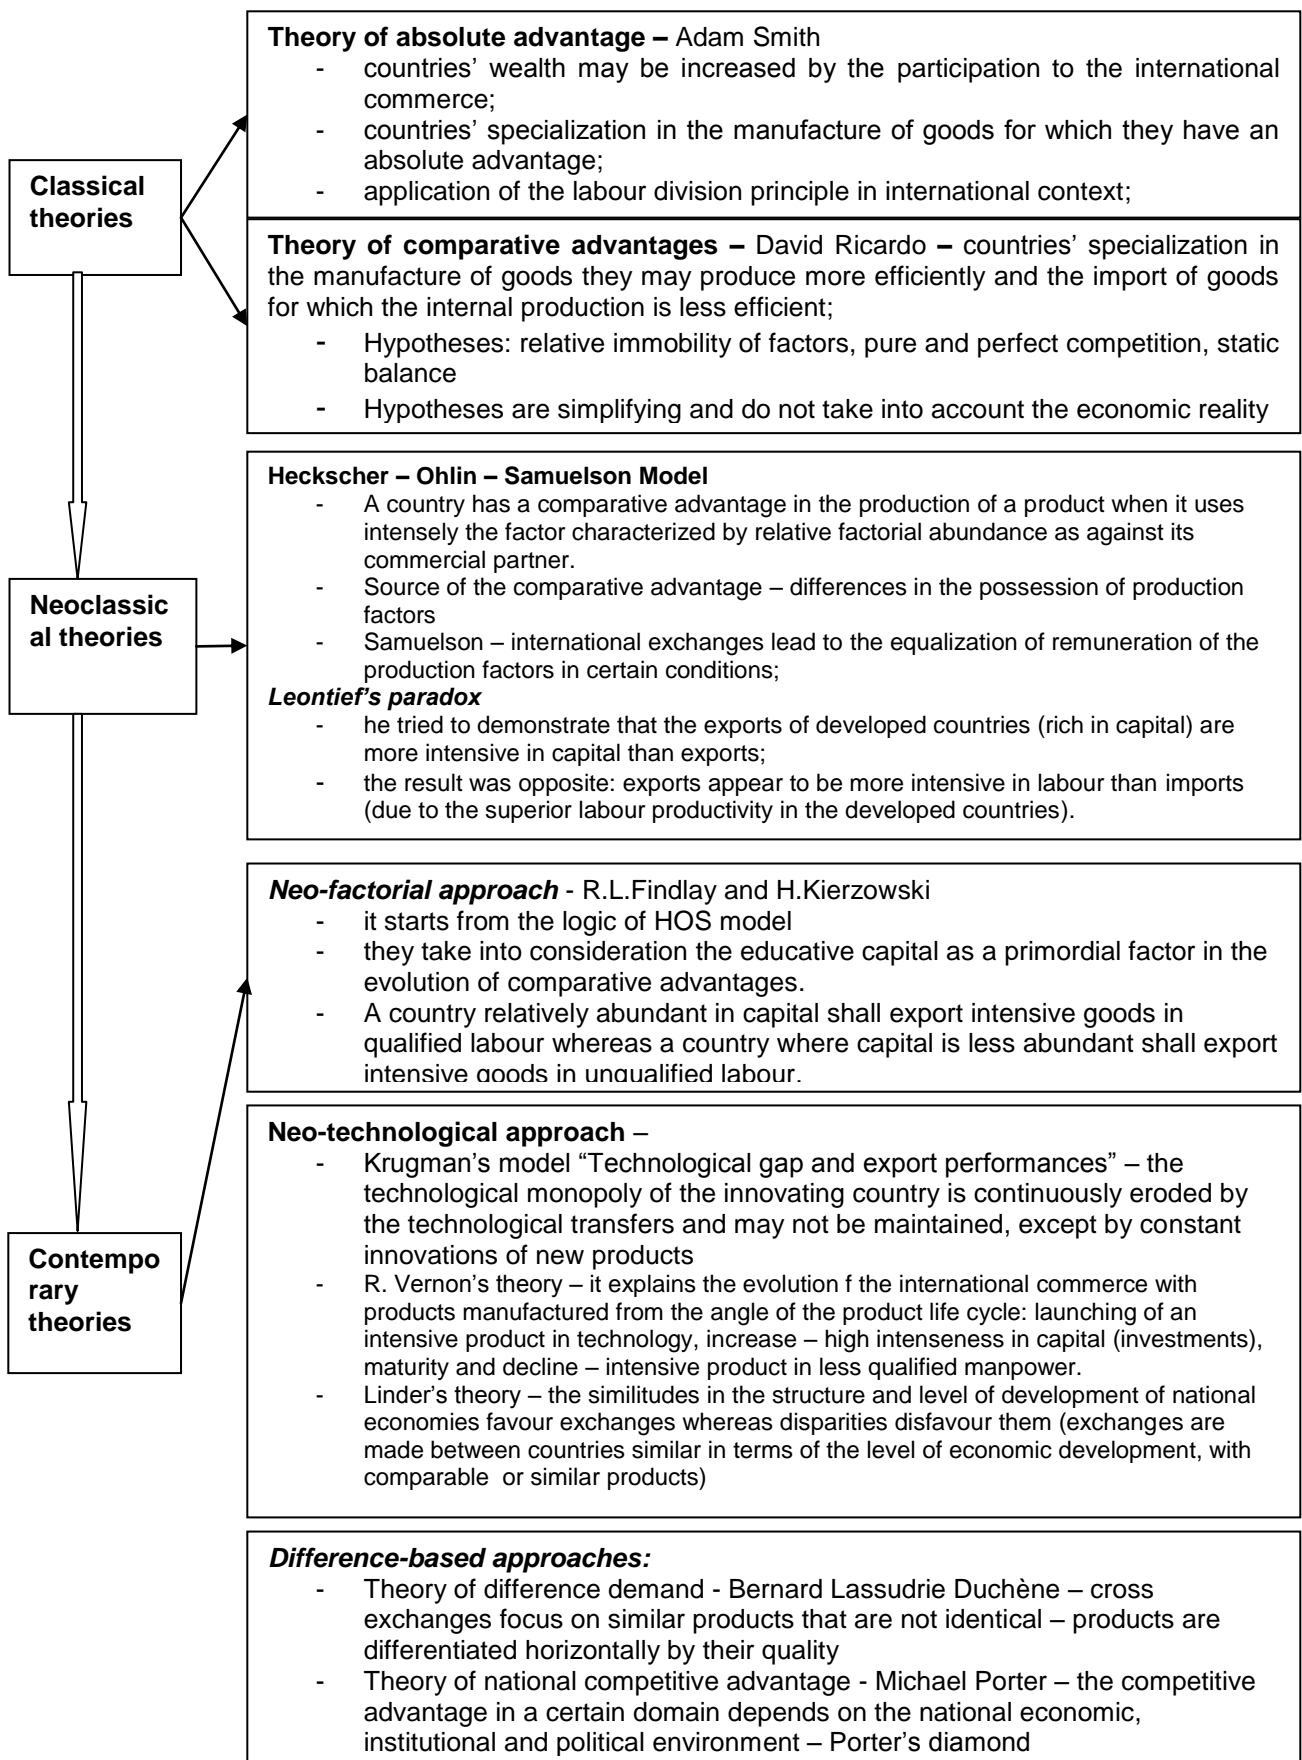 Theory of absolute advantage – Adam Smith
- countries’ wealth may be increased by the participation to the international
commerce;
- countries’ specialization in the manufacture of goods for which they have an
absolute advantage;
- application of the labour division principle in international context;
Classical
theories
Theory of comparative advantages – David Ricardo – countries’ specialization in
the manufacture of goods they may produce more efficiently and the import of goods
for which the internal production is less efficient;
- Hypotheses: relative immobility of factors, pure and perfect competition, static
balance
- Hypotheses are simplifying and do not take into account the economic reality
Heckscher – Ohlin – Samuelson Model
- A country has a comparative advantage in the production of a product when it uses
intensely the factor characterized by relative factorial abundance as against its
commercial partner.
- Source of the comparative advantage – differences in the possession of production
factors
- Samuelson – international exchanges lead to the equalization of remuneration of the
production factors in certain conditions;
Leontief’s paradox
- he tried to demonstrate that the exports of developed countries (rich in capital) are
more intensive in capital than exports;
- the result was opposite: exports appear to be more intensive in labour than imports
(due to the superior labour productivity in the developed countries).
Neoclassic
al theories
Neo-factorial approach - R.L.Findlay and H.Kierzowski
- it starts from the logic of HOS model
- they take into consideration the educative capital as a primordial factor in the
evolution of comparative advantages.
- A country relatively abundant in capital shall export intensive goods in
qualified labour whereas a country where capital is less abundant shall export
intensive goods in unqualified labour.
Neo-technological approach –
- Krugman’s model “Technological gap and export performances” – the
technological monopoly of the innovating country is continuously eroded by
the technological transfers and may not be maintained, except by constant
innovations of new products
- R. Vernon’s theory – it explains the evolution f the international commerce with
products manufactured from the angle of the product life cycle: launching of an
intensive product in technology, increase – high intenseness in capital (investments),
maturity and decline – intensive product in less qualified manpower.
- Linder’s theory – the similitudes in the structure and level of development of national
economies favour exchanges whereas disparities disfavour them (exchanges are
made between countries similar in terms of the level of economic development, with
comparable or similar products)
Contempo
rary
theories
Difference-based approaches:
- Theory of difference demand - Bernard Lassudrie Duchène – cross
exchanges focus on similar products that are not identical – products are
differentiated horizontally by their quality
- Theory of national competitive advantage - Michael Porter – the competitive
advantage in a certain domain depends on the national economic,
institutional and political environment – Porter’s diamond